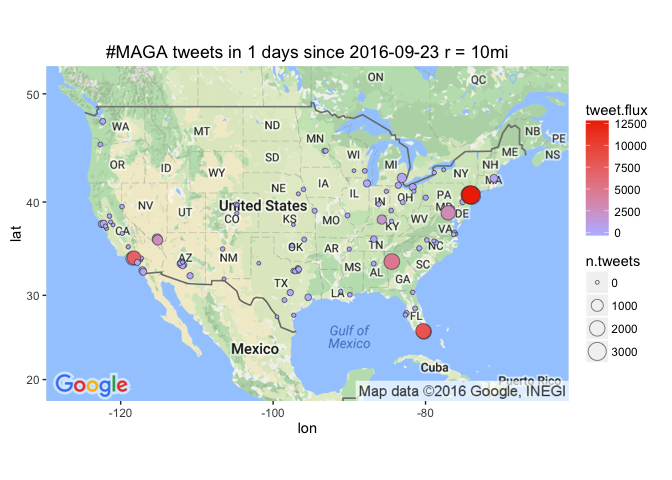 #MAGA tweets in 1 days since 2016-09-23 r = 10mi
ON
QC
WA
MT
ND
MN
NB
PE
ME
NS
OR
ID
SD
WI
MI
NY
NH
MA
WY
IA
NE
IL
IN
OH
PA
MD
DE
NV
UT
United States
CO
KS
MO
KY
WV
VA
CA
AZ
NM
OK
AR
TN
NC
MS
AL
SC
GA
TX
LA
FL
Gulf of
Mexico
Mexico
Cuba
Puerto Rico
Google
Map data ©2016 Google, INEGI
50
40
30
20
lat
-120
-100
-80
lon
tweet.flux
12500
10000
7500
5000
2500
0
n.tweets
0
1000
2000
3000